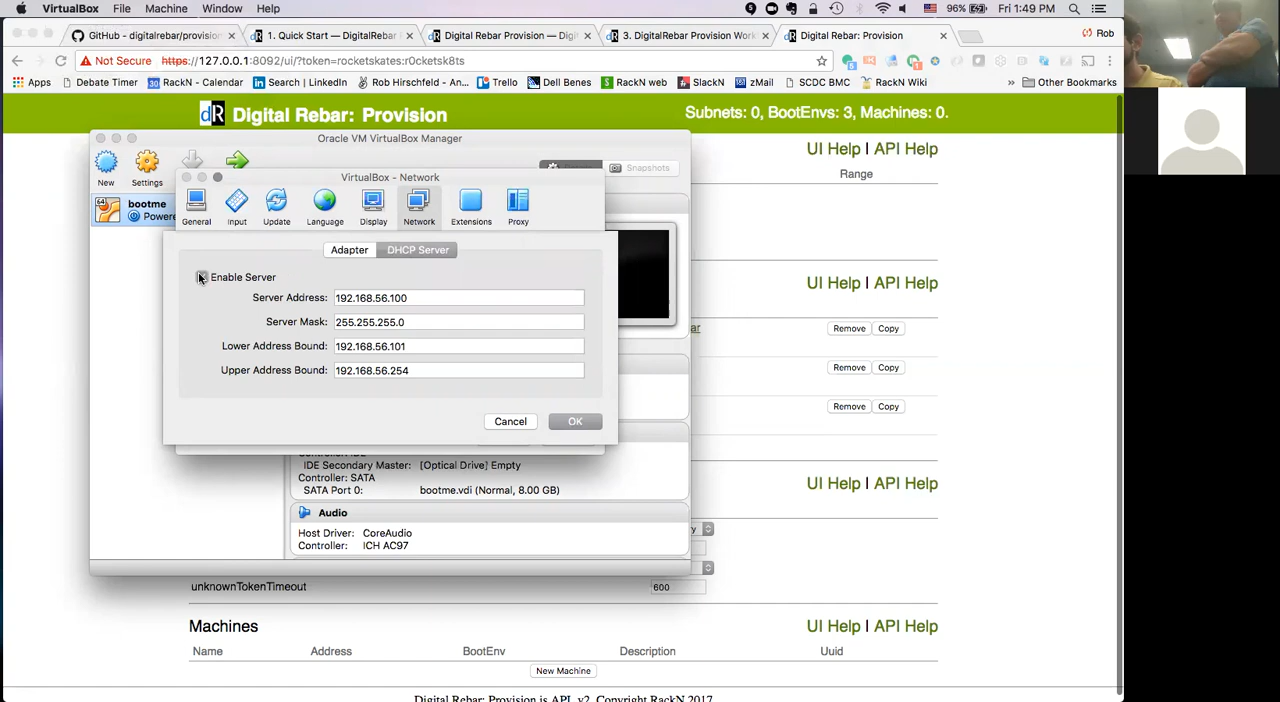 VirtualBox File Machine Window Help 96% Fri 1:49 PM
GitHub - digitalrebar/provision 1. Quick Start — DigitalRebar Digital Rebar Provision — Digit 3. DigitalRebar Provision Work Digital Rebar: Provision Rob
Not Secure https://127.0.0.1:8092/ui/?token=rocketskates:r0cketsk8ts
Apps Debate Timer RackN - Calendar Search | LinkedIn Rob Hirschfeld - An... Trello Dell Benes RackN web SlackN zMail SCDC BMC RackN Wiki » Other Bookmarks
dR Digital Rebar: Provision Subnets: 0, BootEnvs: 3, Machines: 0.
Oracle VM VirtualBox Manager
UI Help | API Help
New Settings Snapshots
Range
VirtualBox - Network
64 bootme
Powere
General Input Update Language Display Network Extensions Proxy
Adapter DHCP Server
Enable Server
UI Help | API Help
Server Address: 192.168.56.100
Server Mask: 255.255.255.0
ar Remove Copy
Lower Address Bound: 192.168.56.101
Upper Address Bound: 192.168.56.254
Remove Copy
Remove Copy
Cancel OK
IDE Secondary Master: [Optical Drive] Empty
Controller: SATA
SATA Port 0: bootme.vdi (Normal, 8.00 GB)
UI Help | API Help
Audio
Host Driver: CoreAudio
Controller: ICH AC97
unknownTokenTimeout 600
Machines UI Help | API Help
Name Address BootEnv Description Uuid
New Machine
Digital Rebar: Provision is APL v2, Copyright RackN 2017